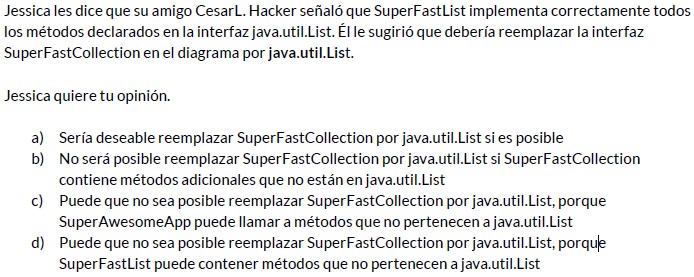 Jessica les dice que su amigo CesarL. Hacker señaló que SuperFastList implementa correctamente todos
los métodos declarados en la interfaz java.util.List. Él le sugirió que debería reemplazar la interfaz
SuperFastCollection en el diagrama por java.util.List.
Jessica quiere tu opinión.
a) Sería deseable reemplazar SuperFastCollection por java.util.List si es posible
b) No será posible reemplazar SuperFastCollection por java.util.List si SuperFastCollection
contiene métodos adicionales que no están en java.util.List
c) Puede que no sea posible reemplazar SuperFastCollection por java.util.List, porque
SuperAwesomeApp puede llamar a métodos que no pertenecen a java.util.List
d) Puede que no sea posible reemplazar SuperFastCollection por java.util.List, porque
SuperFastList puede contener métodos que no pertenecen a java.util.List